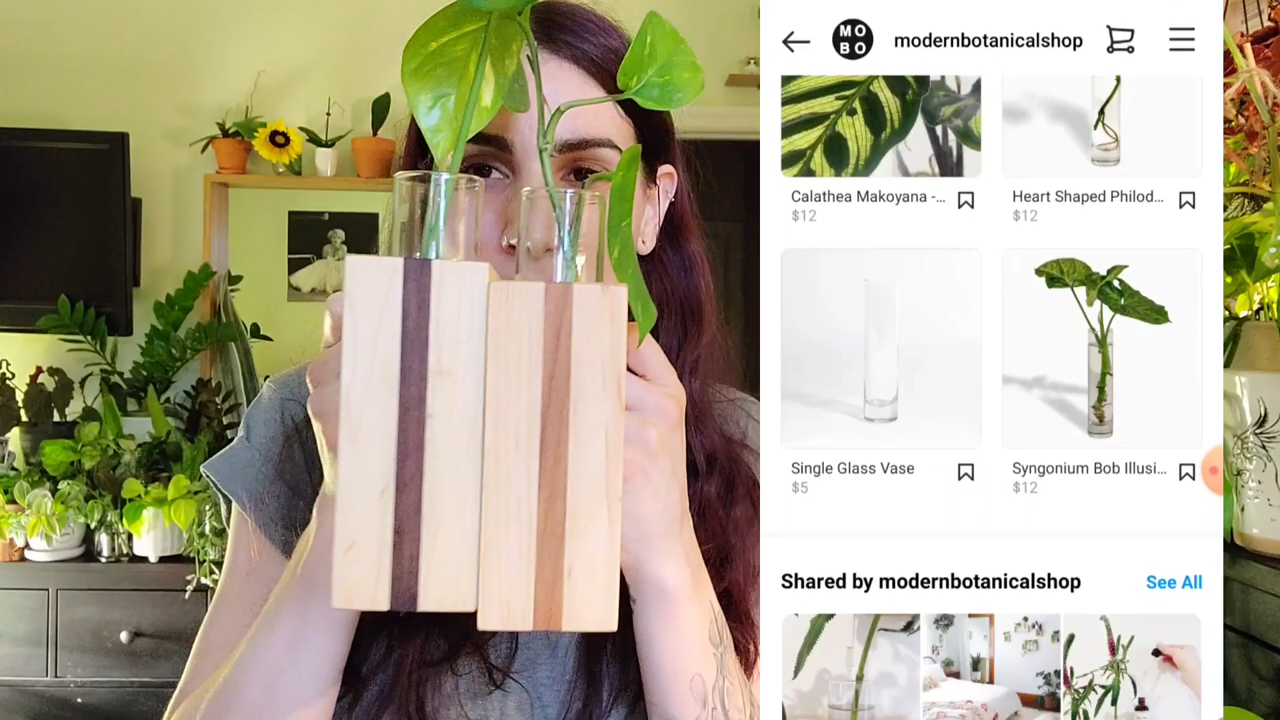 MO
BO
modernbotanicalshop
Calathea Makoyana -...
$12
Heart Shaped Philod...
$12
Single Glass Vase
$5
Syngonium Bob Illusi...
$12
Shared by modernbotanicalshop
See All